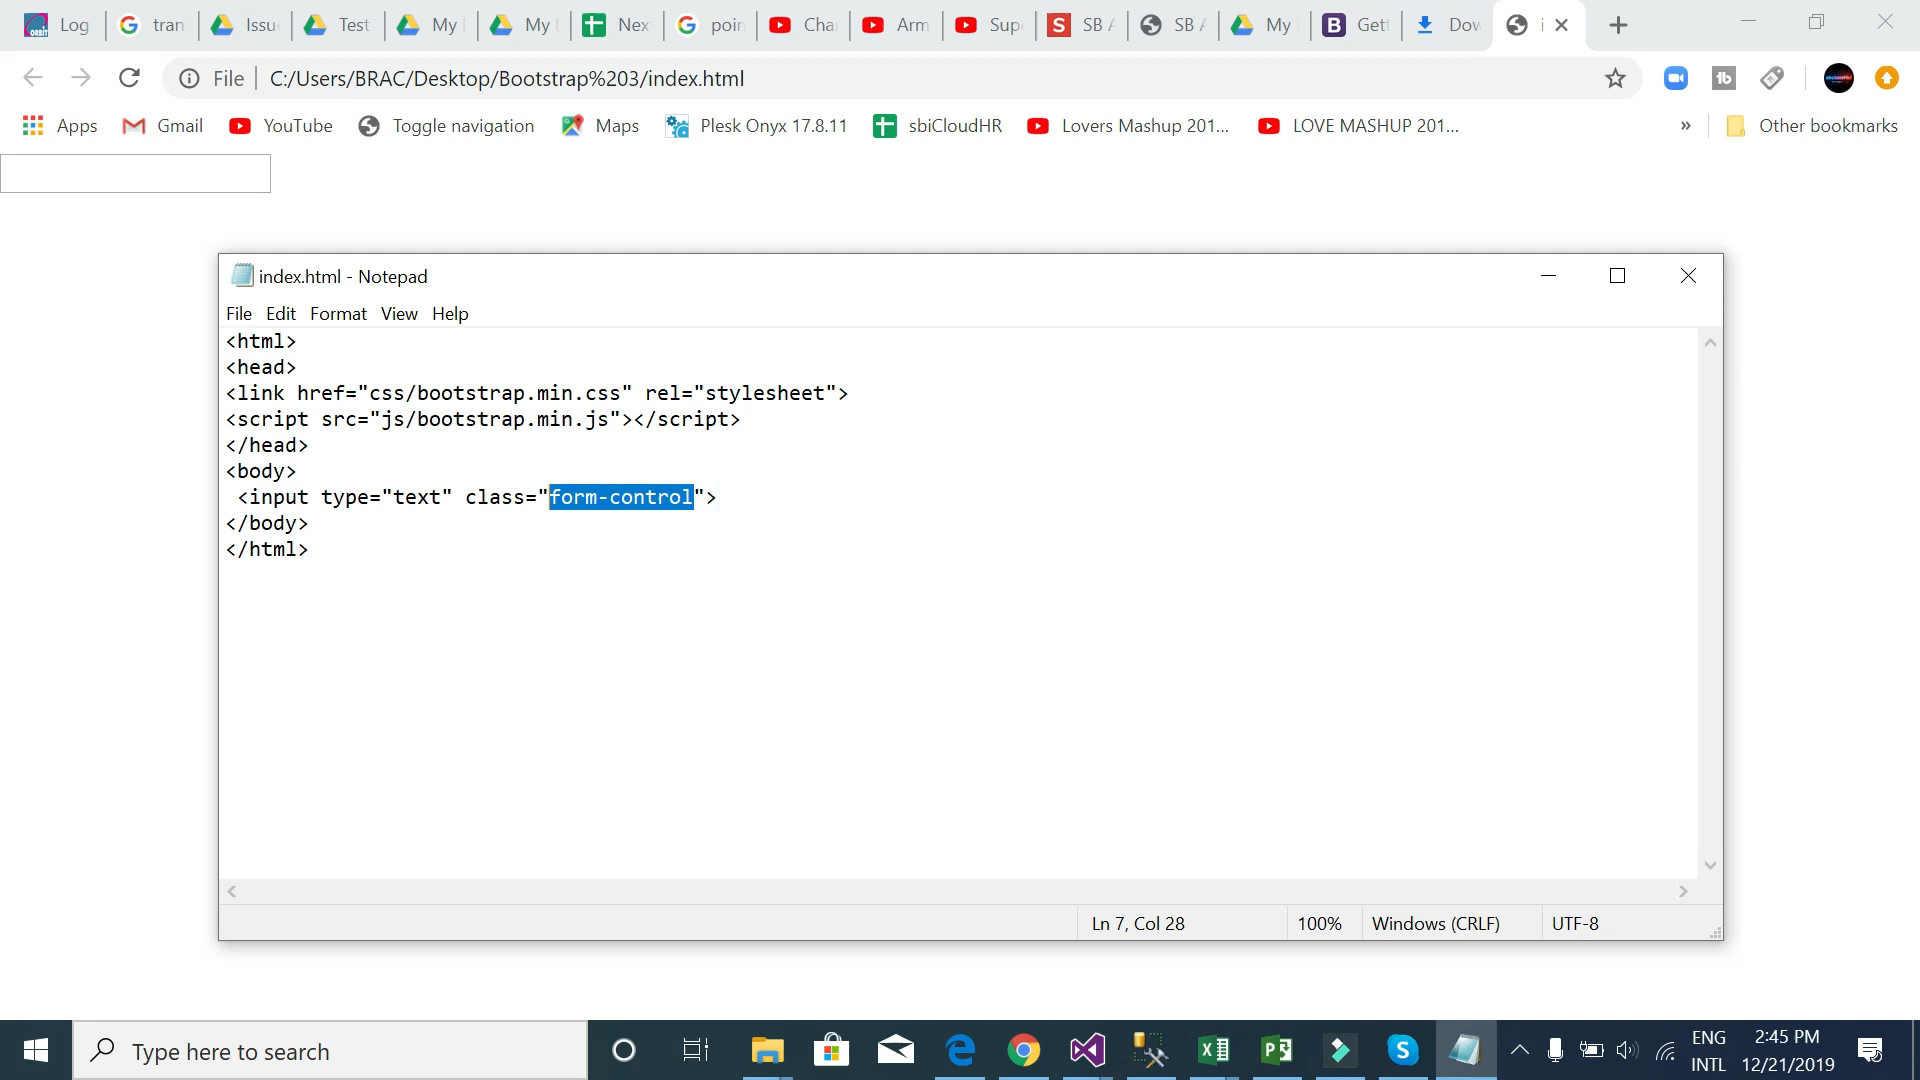 Log
tran
Issu
Test
My
My
Nex
poin
Cha
Arm
Sup
SB A
SB A
My
Gett
Dow
i
File
C:/Users/BRAC/Desktop/Bootstrap%203/index.html
Apps
Gmail
YouTube
Toggle navigation
Maps
Plesk Onyx 17.8.11
sbiCloudHR
Lovers Mashup 201...
LOVE MASHUP 201...
»
Other bookmarks
index.html - Notepad
File Edit Format View Help
<html>
<head>
<link href="css/bootstrap.min.css" rel="stylesheet">
<script src="js/bootstrap.min.js"></script>
</head>
<body>
<input type="text" class="form-control">
</body>
</html>
Ln 7, Col 28
100%
Windows (CRLF)
UTF-8
Type here to search
ENG
INTL
2:45 PM
12/21/2019